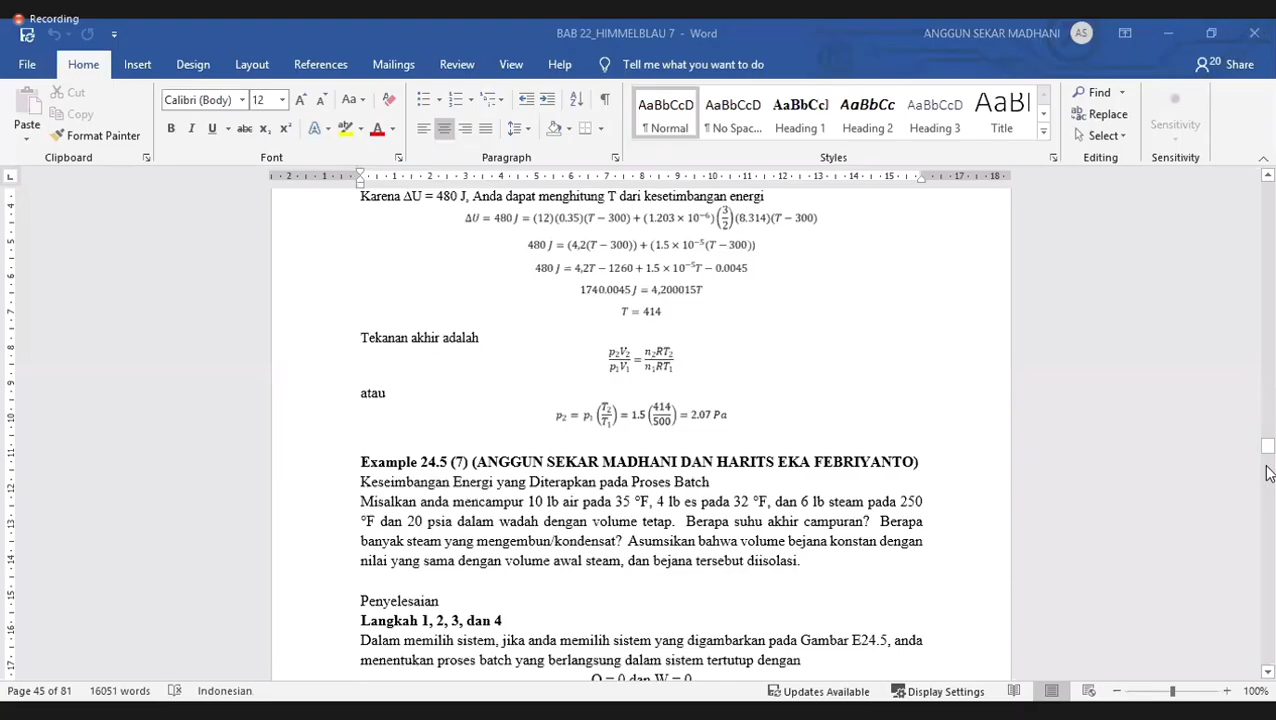 Recording
BAB 22_HIMMELBLAU 7 - Word
ANGGUN SEKAR MADHANI
AS
File Home Insert Design Layout References Mailings Review View Help Tell me what you want to do
20 Share
Paste
Cut
Copy
Format Painter
Calibri (Body) 12
AaBbCcD AaBbCcD AaBbCcl AaBbCcD AaBbCcD AaBl
¶ Normal ¶ No Spac... Heading 1 Heading 2 Heading 3 Title
Find
Replace
Select
Sensitivity
Clipboard Font Paragraph Styles Editing Sensitivity
Karena ΔU = 480 J, Anda dapat menghitung T dari kesetimbangan energi
ΔU = 480 J = (12)(0.35)(T − 300) + (1.203 × 10⁻⁶) (3/2) (8.314)(T − 300)
480 J = (4,2(T − 300)) + (1.5 × 10⁻⁵(T − 300))
480 J = 4,2T − 1260 + 1.5 × 10⁻⁵T − 0.0045
1740.0045 J = 4,200015T
T = 414
Tekanan akhir adalah
p₂V₂/p₁V₁ = n₂RT₂/n₁RT₁
atau
p₂ = p₁ (T₂/T₁) = 1.5 (414/500) = 2.07 Pa
Example 24.5 (7) (ANGGUN SEKAR MADHANI DAN HARITS EKA FEBRIYANTO)
Keseimbangan Energi yang Diterapkan pada Proses Batch
Misalkan anda mencampur 10 lb air pada 35 °F, 4 lb es pada 32 °F, dan 6 lb steam pada 250
°F dan 20 psia dalam wadah dengan volume tetap. Berapa suhu akhir campuran? Berapa
banyak steam yang mengembun/kondensat? Asumsikan bahwa volume bejana konstan dengan
nilai yang sama dengan volume awal steam, dan bejana tersebut diisolasi.
Penyelesaian
Langkah 1, 2, 3, dan 4
Dalam memilih sistem, jika anda memilih sistem yang digambarkan pada Gambar E24.5, anda
menentukan proses batch yang berlangsung dalam sistem tertutup dengan
Q = 0 dan W = 0
Page 45 of 81 16051 words Indonesian Updates Available Display Settings 100%